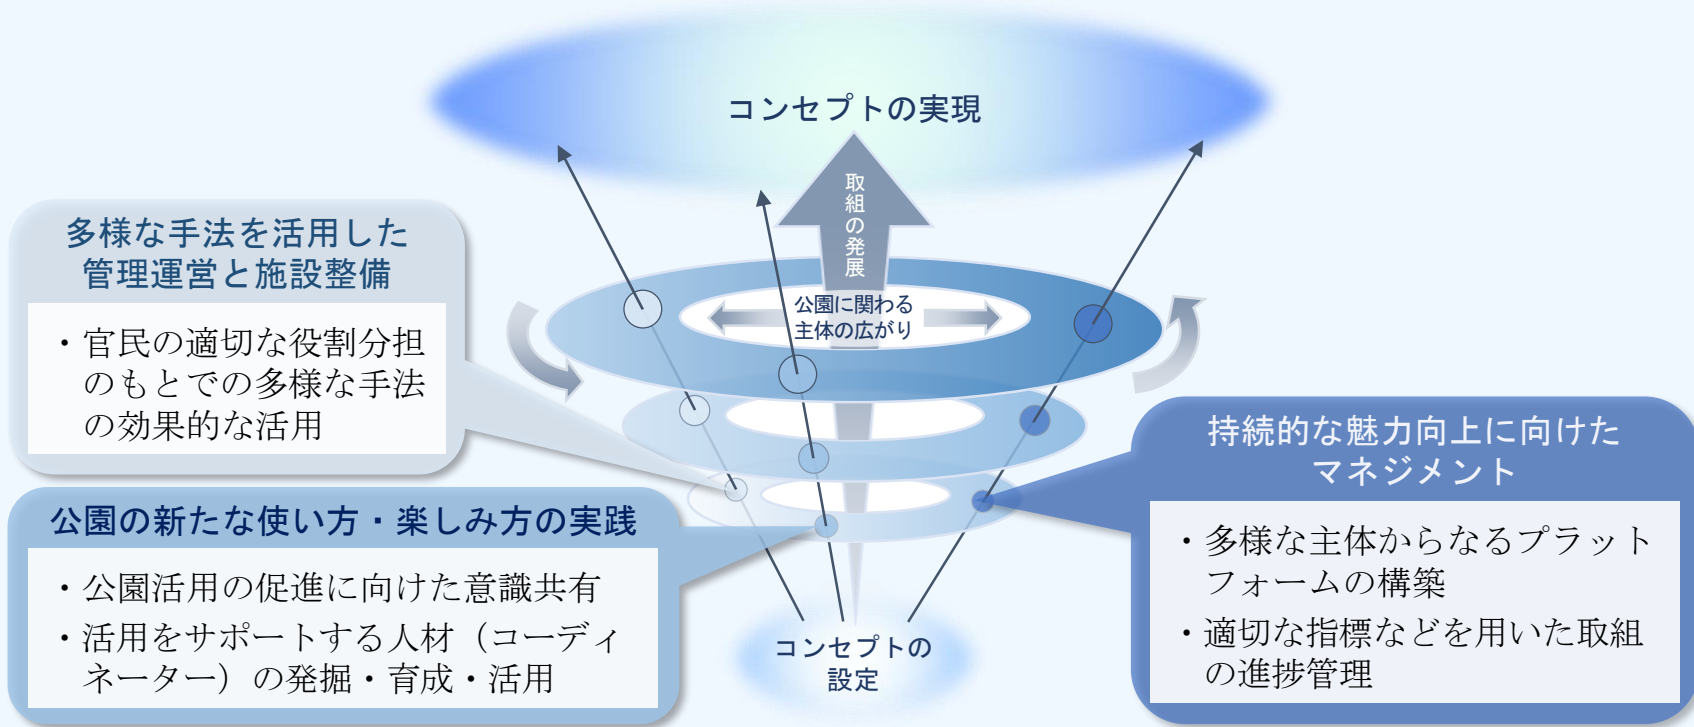 コンセプトの実現
取組の発展
公園に関わる
主体の広がり
多様な手法を活用した
管理運営と施設整備
・官民の適切な役割分担
のもとでの多様な手法
の効果的な活用
公園の新たな使い方・楽しみ方の実践
・公園活用の促進に向けた意識共有
・活用をサポートする人材（コーディ
ネーター）の発掘・育成・活用
持続的な魅力向上に向けた
マネジメント
・多様な主体からなるプラット
フォームの構築
・適切な指標などを用いた取組
の進捗管理
コンセプトの
設定